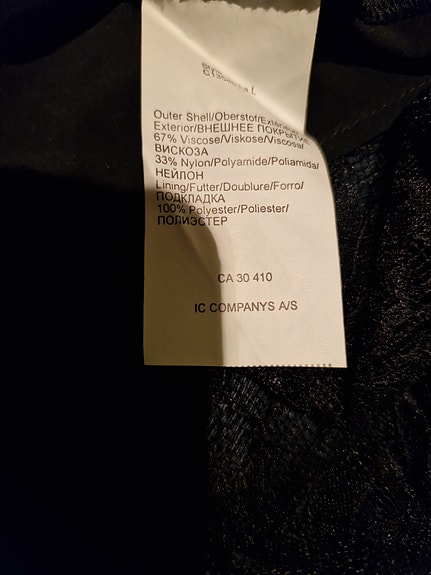 Outer Shell/Oberstof/
Exterior/ВНЕШНЕЕ ПОКРЫТИЕ
67% Viscose/Viskose/Viscosa/
ВИСКОЗА
33% Nylon/Polyamide/Poliamida/
НЕЙЛОН
Lining/Futter/Doublure/Forro/
ПОДКЛАДКА
100% Polyester/Poliester/
ПОЛИЭСТЕР
CA 30 410
IC COMPANYS A/S